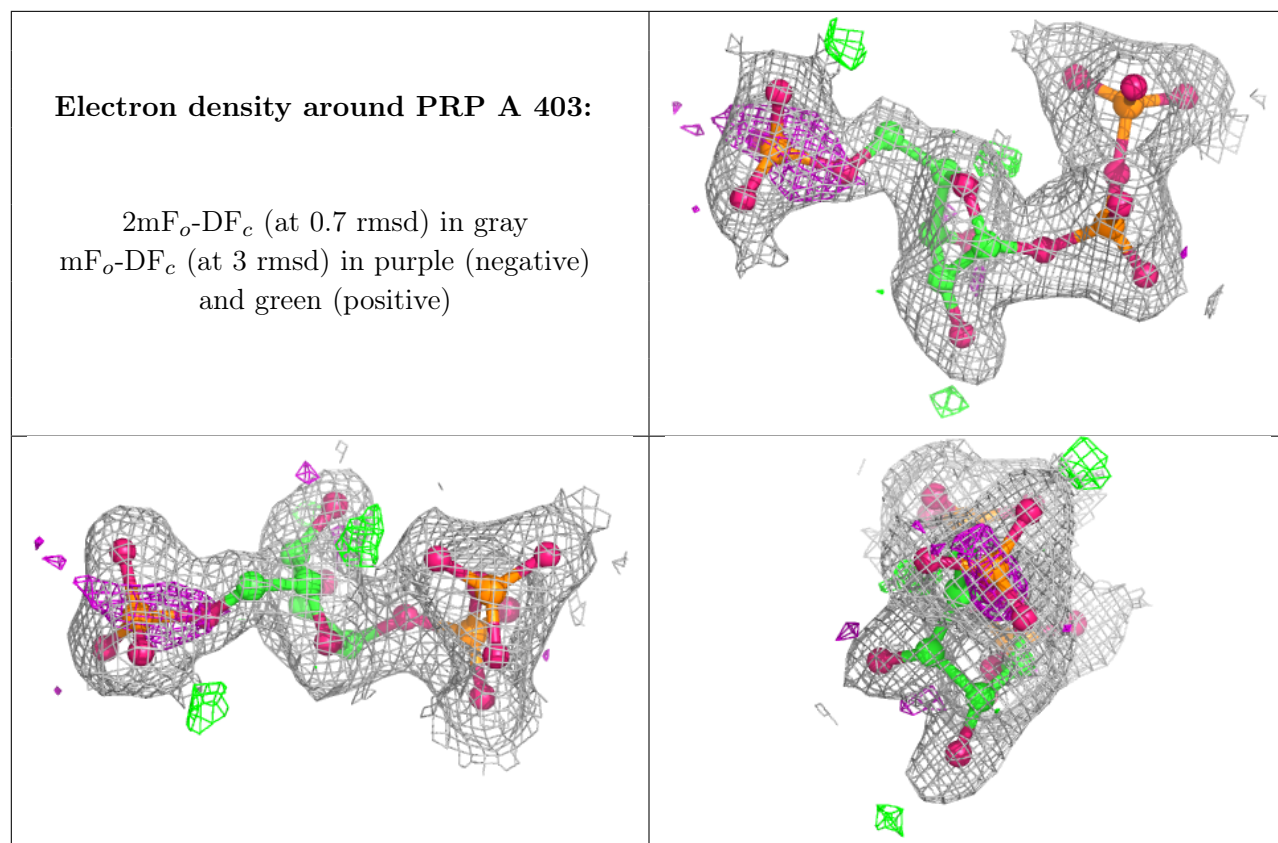 Electron density around PRP A 403:
2mFo-DFc (at 0.7 rmsd) in gray
mFo-DFc (at 3 rmsd) in purple (negative)
and green (positive)